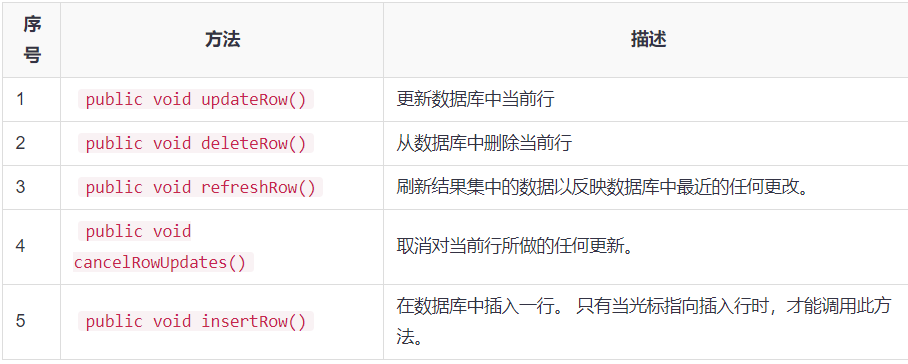 序号 方法 描述
1 public void updateRow() 更新数据库中当前行
2 public void deleteRow() 从数据库中删除当前行
3 public void refreshRow() 刷新结果集中的数据以反映数据库中最近的任何更改。
4 public void
cancelRowUpdates() 取消对当前行所做的任何更新。
5 public void insertRow() 在数据库中插入一行。 只有当光标指向插入行时，才能调用此方
法。